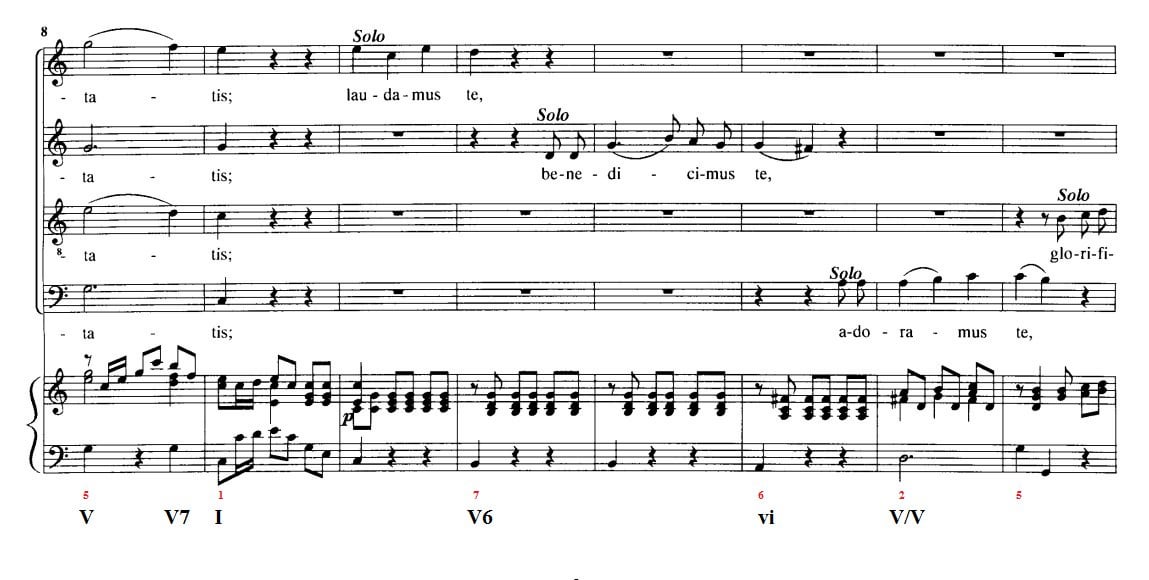 8
Solo
- ta - tis; lau - da - mus te,
Solo
- ta - tis; be - ne - di - ci - mus te,
Solo
8
- ta - tis; glo - ri - fi -
Solo
- ta - tis; a - do - ra - mus te,
p
5 1 7 6 2 5
V V7 I V6 vi V/V